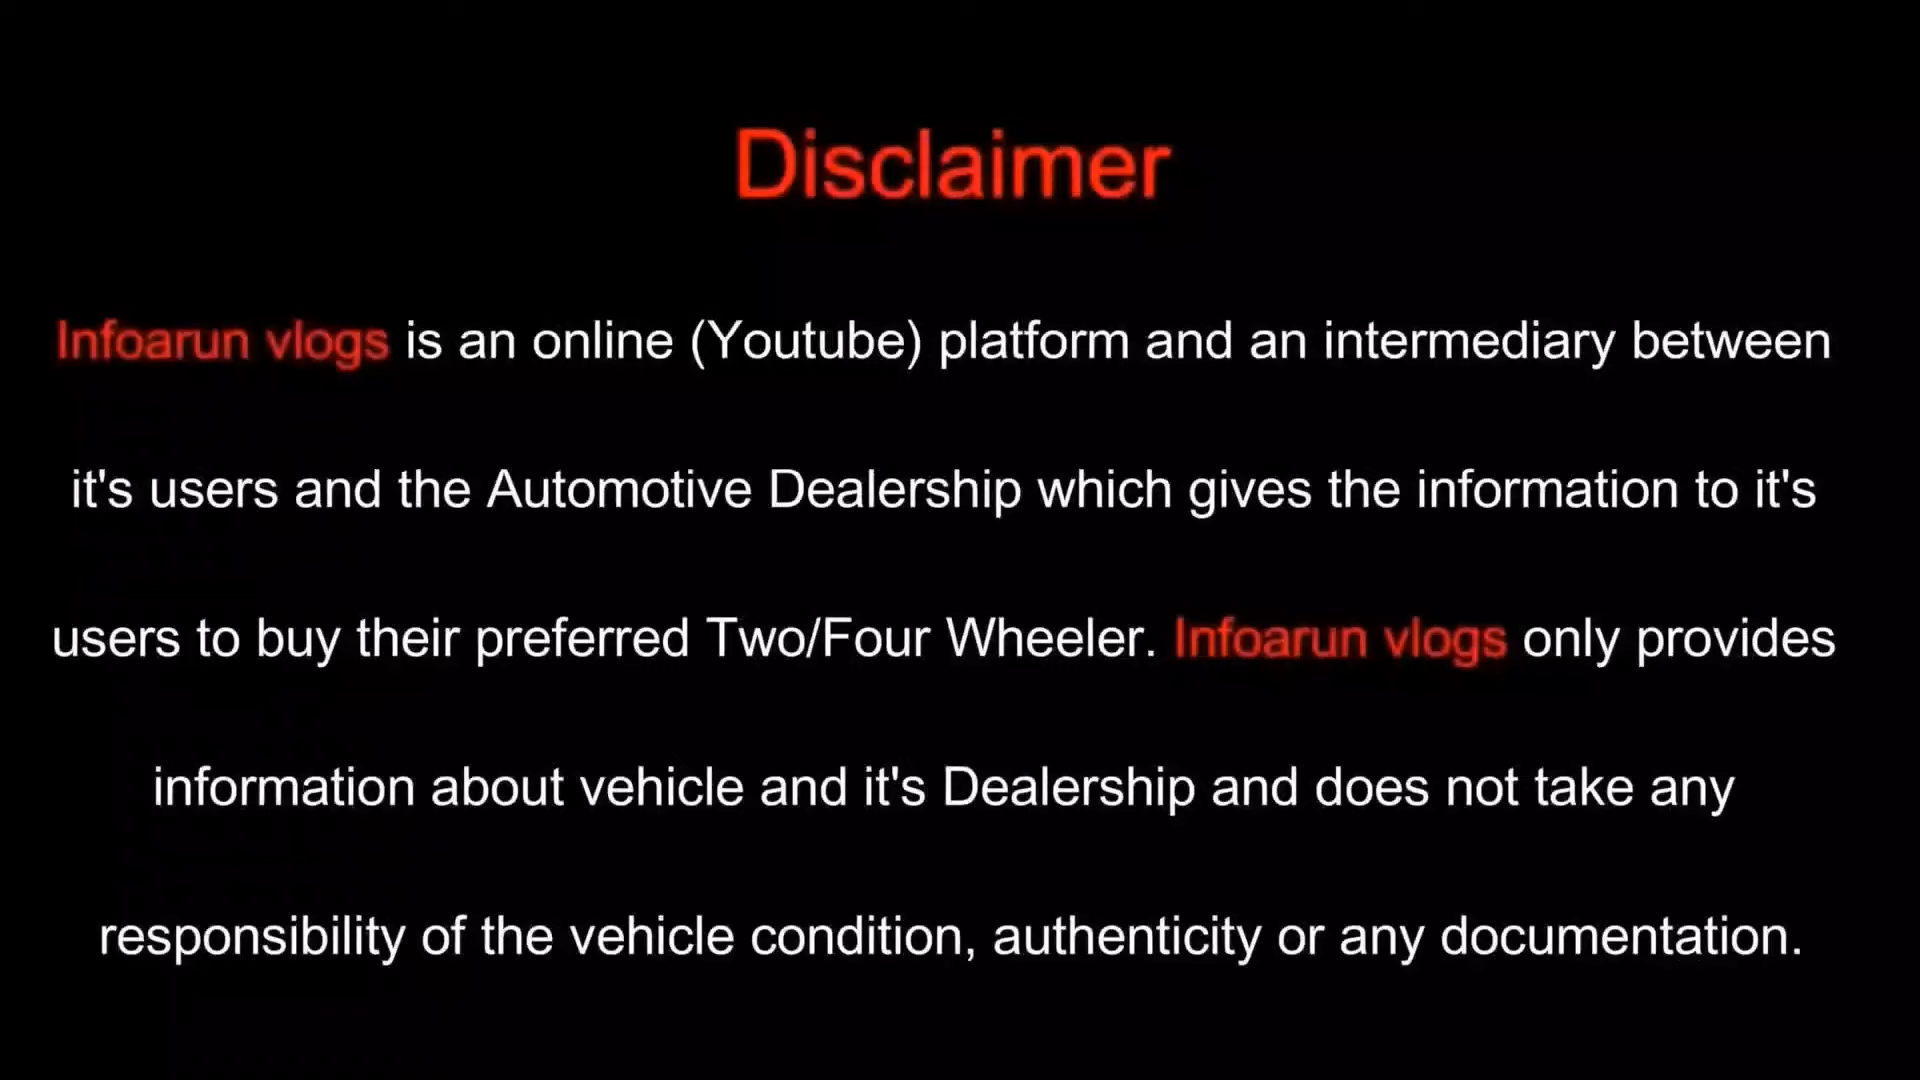 Disclaimer
Infoarun vlogs is an online (Youtube) platform and an intermediary between
it's users and the Automotive Dealership which gives the information to it's
users to buy their preferred Two/Four Wheeler. Infoarun vlogs only provides
information about vehicle and it's Dealership and does not take any
responsibility of the vehicle condition, authenticity or any documentation.